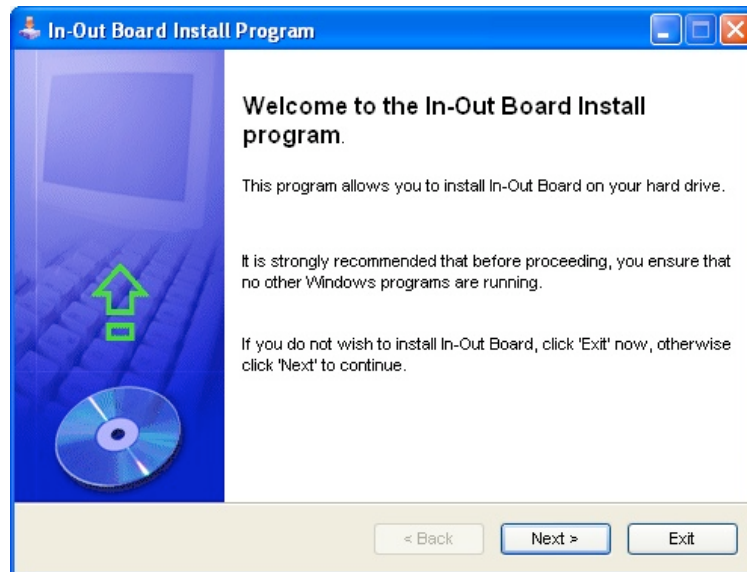 In-Out Board Install Program
Welcome to the In-Out Board Install
program.
This program allows you to install In-Out Board on your hard drive.
It is strongly recommended that before proceeding, you ensure that
no other Windows programs are running.
If you do not wish to install In-Out Board, click 'Exit' now, otherwise
click 'Next' to continue.
< Back
Next >
Exit